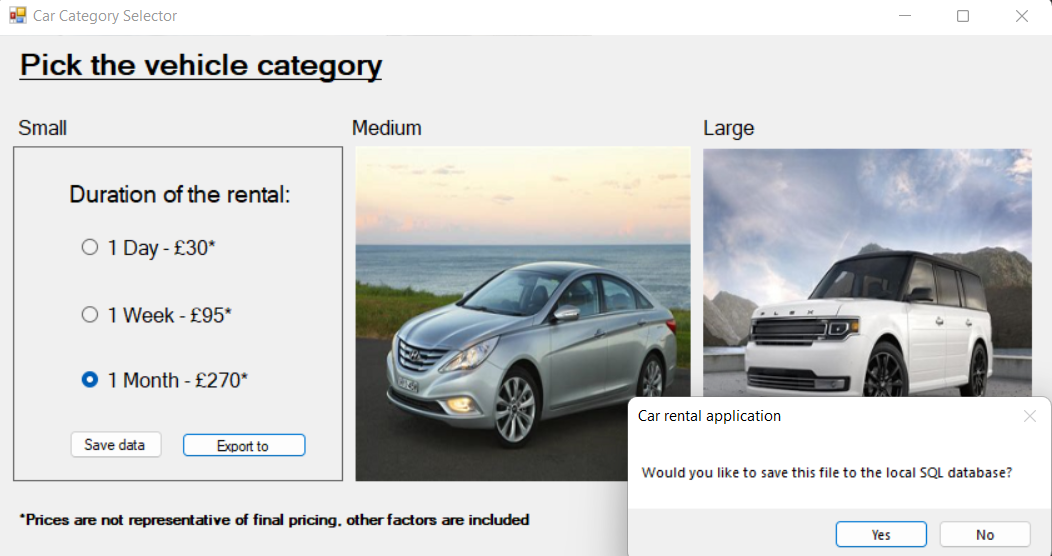 Car Category Selector
Pick the vehicle category
Small
Medium
Large
Duration of the rental:
1 Day - £30*
1 Week - £95*
1 Month - £270*
Save data
Export to
FLEX
Car rental application
Would you like to save this file to the local SQL database?
Yes
No
*Prices are not representative of final pricing, other factors are included